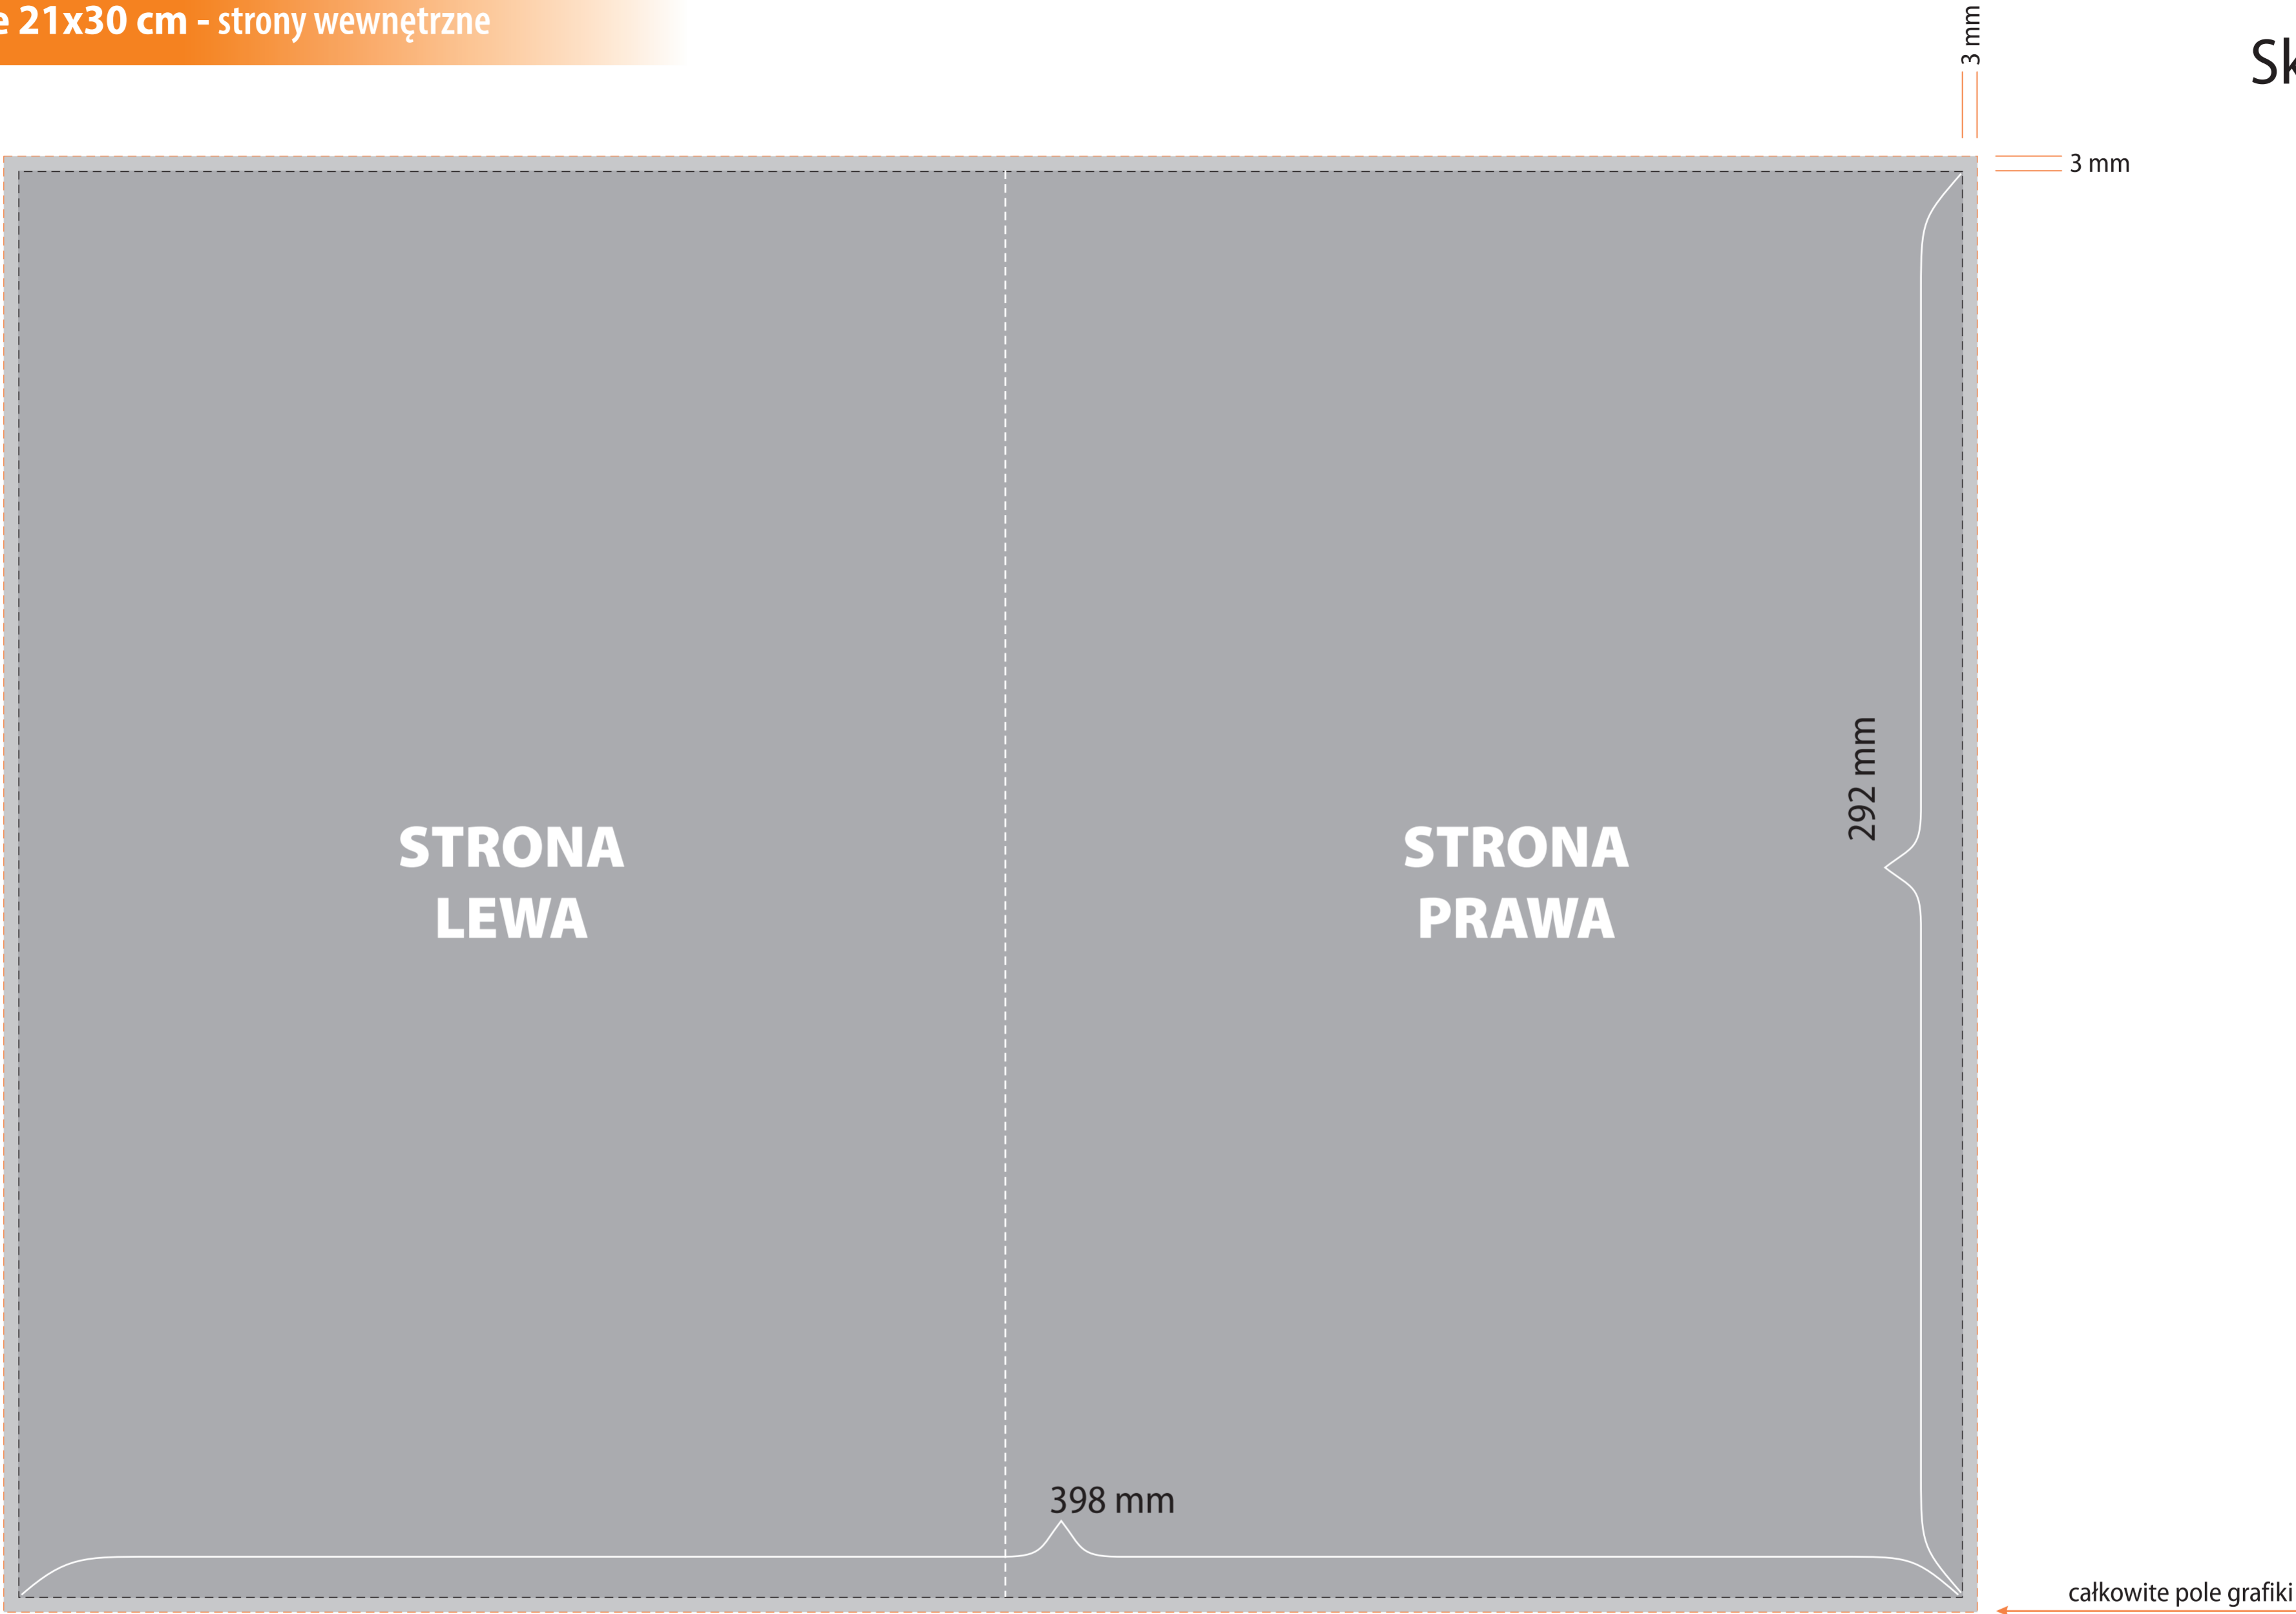 e 21x30 cm - strony wewnętrzne
3 mm
Sk
3 mm
292 mm
STRONA
LEWA
STRONA
PRAWA
398 mm
całkowite pole grafiki